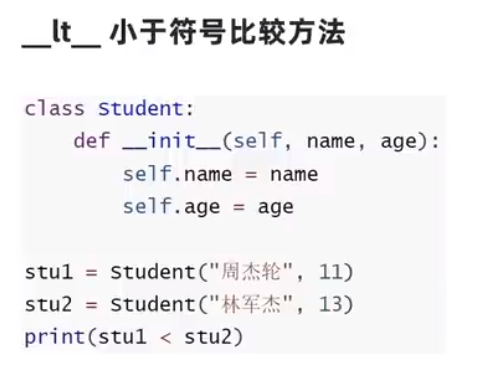 __lt__ 小于符号比较方法
class Student:
    def __init__(self, name, age):
        self.name = name
        self.age = age
stu1 = Student("周杰轮", 11)
stu2 = Student("林军杰", 13)
print(stu1 < stu2)